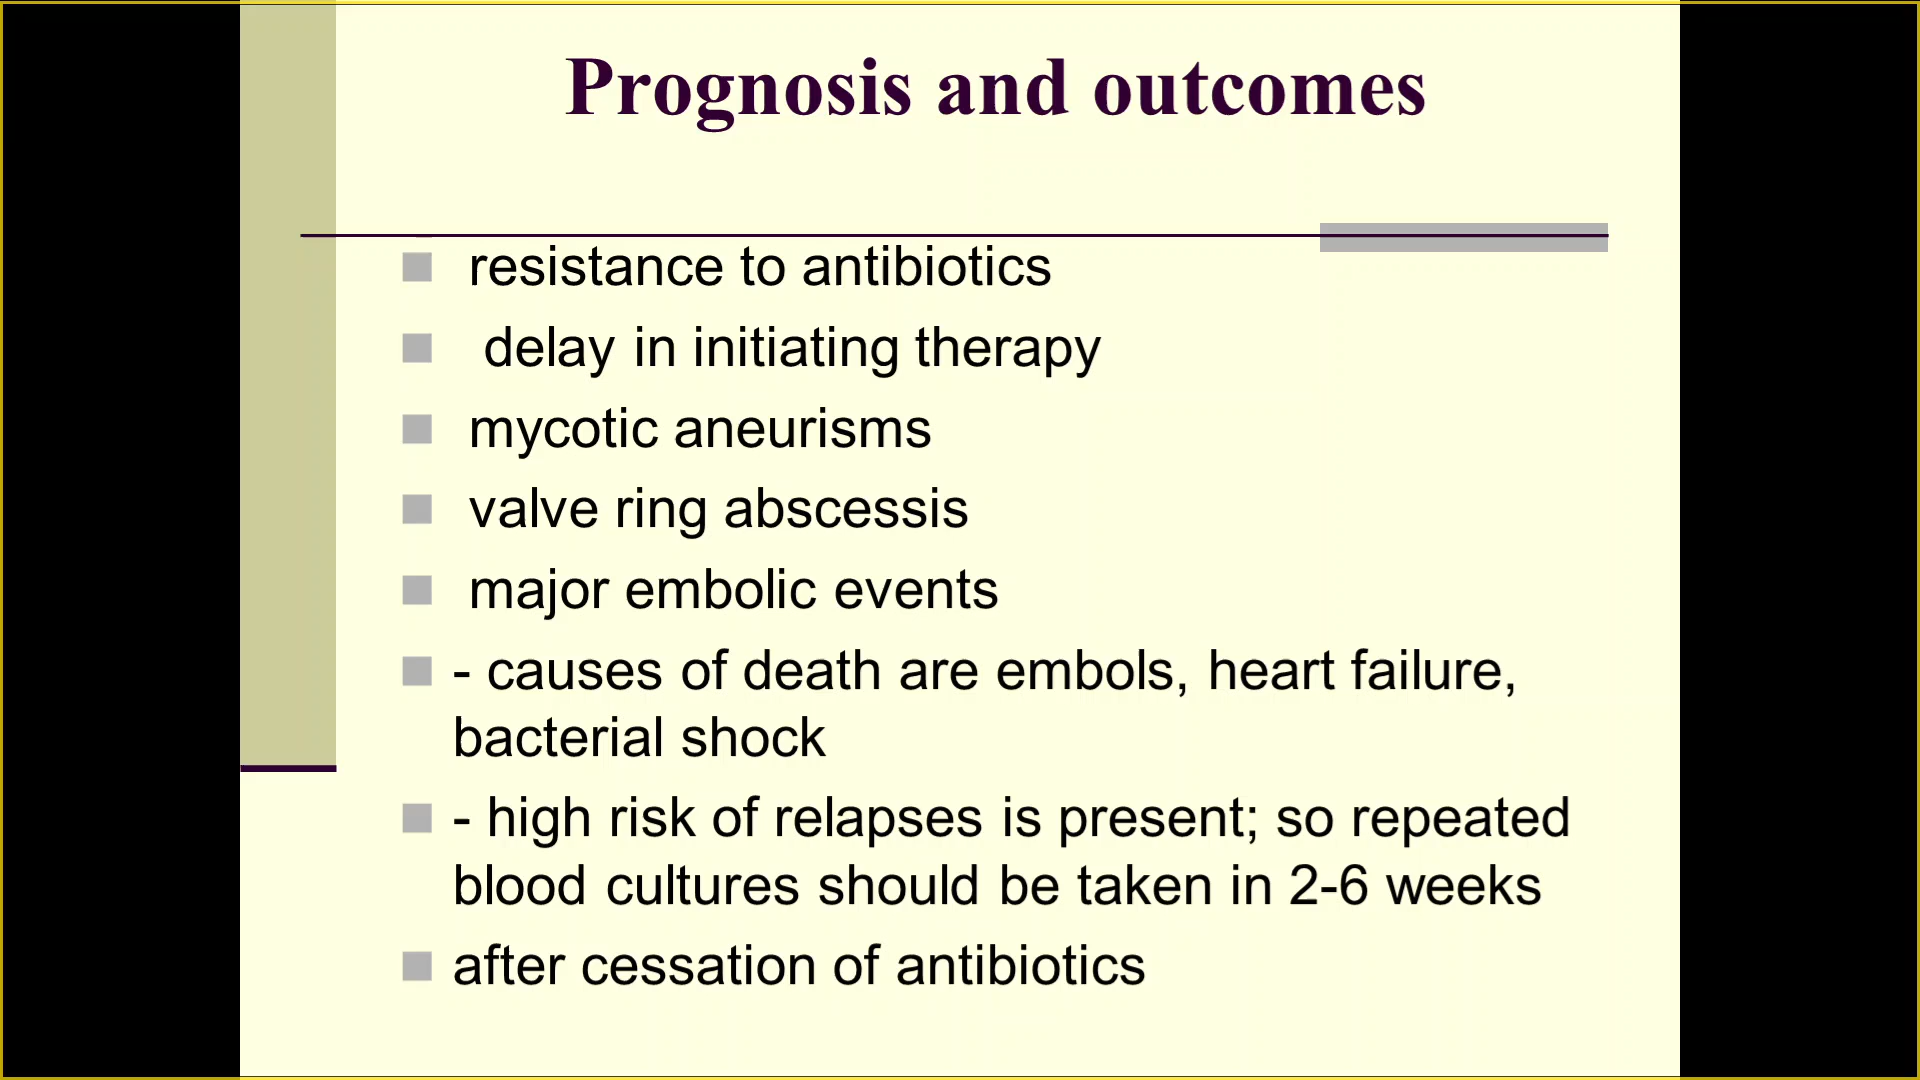 Prognosis and outcomes
resistance to antibiotics
delay in initiating therapy
mycotic aneurisms
valve ring abscessis
major embolic events
- causes of death are embols, heart failure,
bacterial shock
- high risk of relapses is present; so repeated
blood cultures should be taken in 2-6 weeks
after cessation of antibiotics